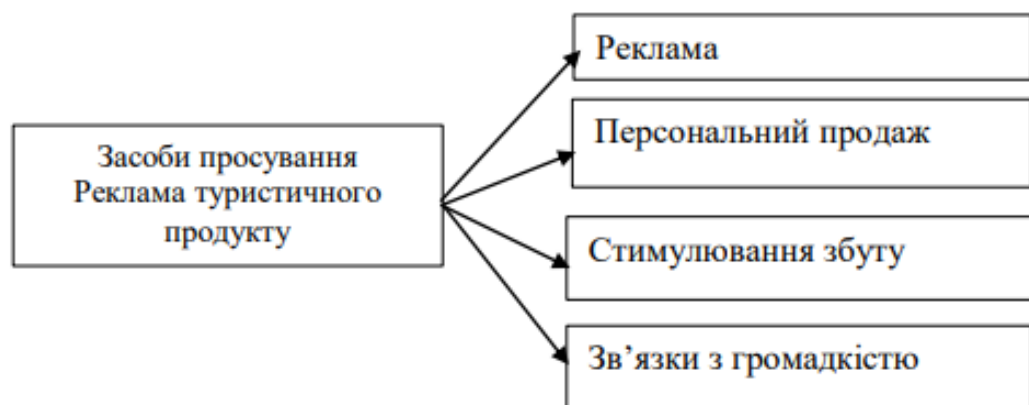 Засоби просування
Реклама туристичного
продукту
Реклама
Персональний продаж
Стимулювання збуту
Зв’язки з громадкістю